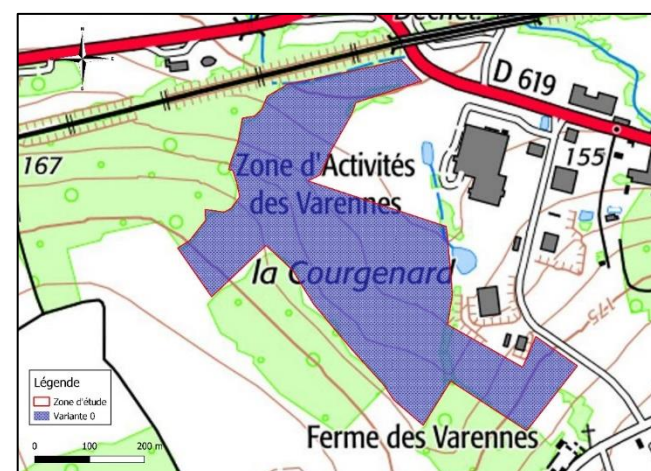 Déchet.
D 619
167
Zone d'Activités
des Varennes
155
la Courgenard
175
Légende
Zone d'étude
Variante 0
0 100 200 m
Ferme des Varennes